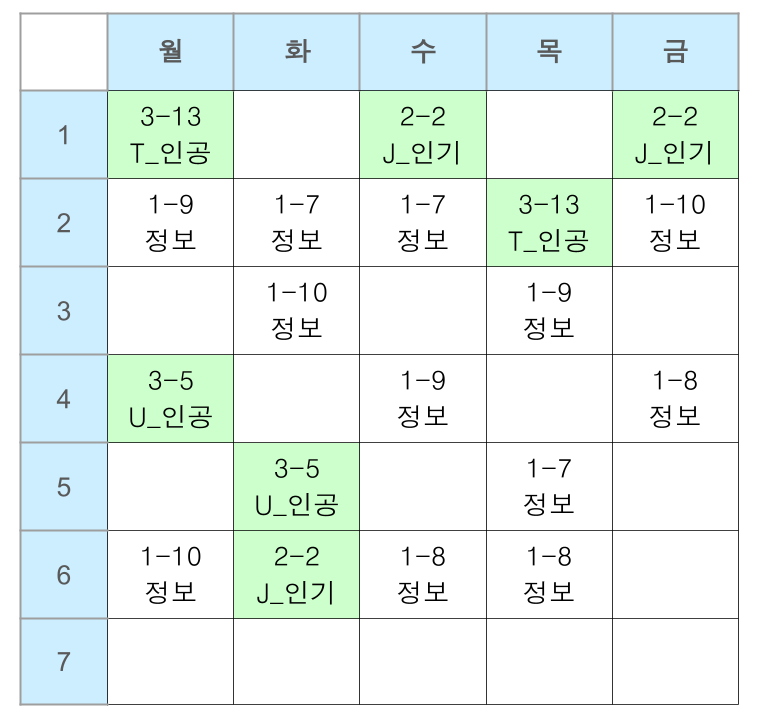 월 화 수 목 금
1
3-13
T_인공
2-2
J_인기
2-2
J_인기
2
1-9
정보
1-7
정보
1-7
정보
3-13
T_인공
1-10
정보
3
1-10
정보
1-9
정보
4
3-5
U_인공
1-9
정보
1-8
정보
5
3-5
U_인공
1-7
정보
6
1-10
정보
2-2
J_인기
1-8
정보
1-8
정보
7